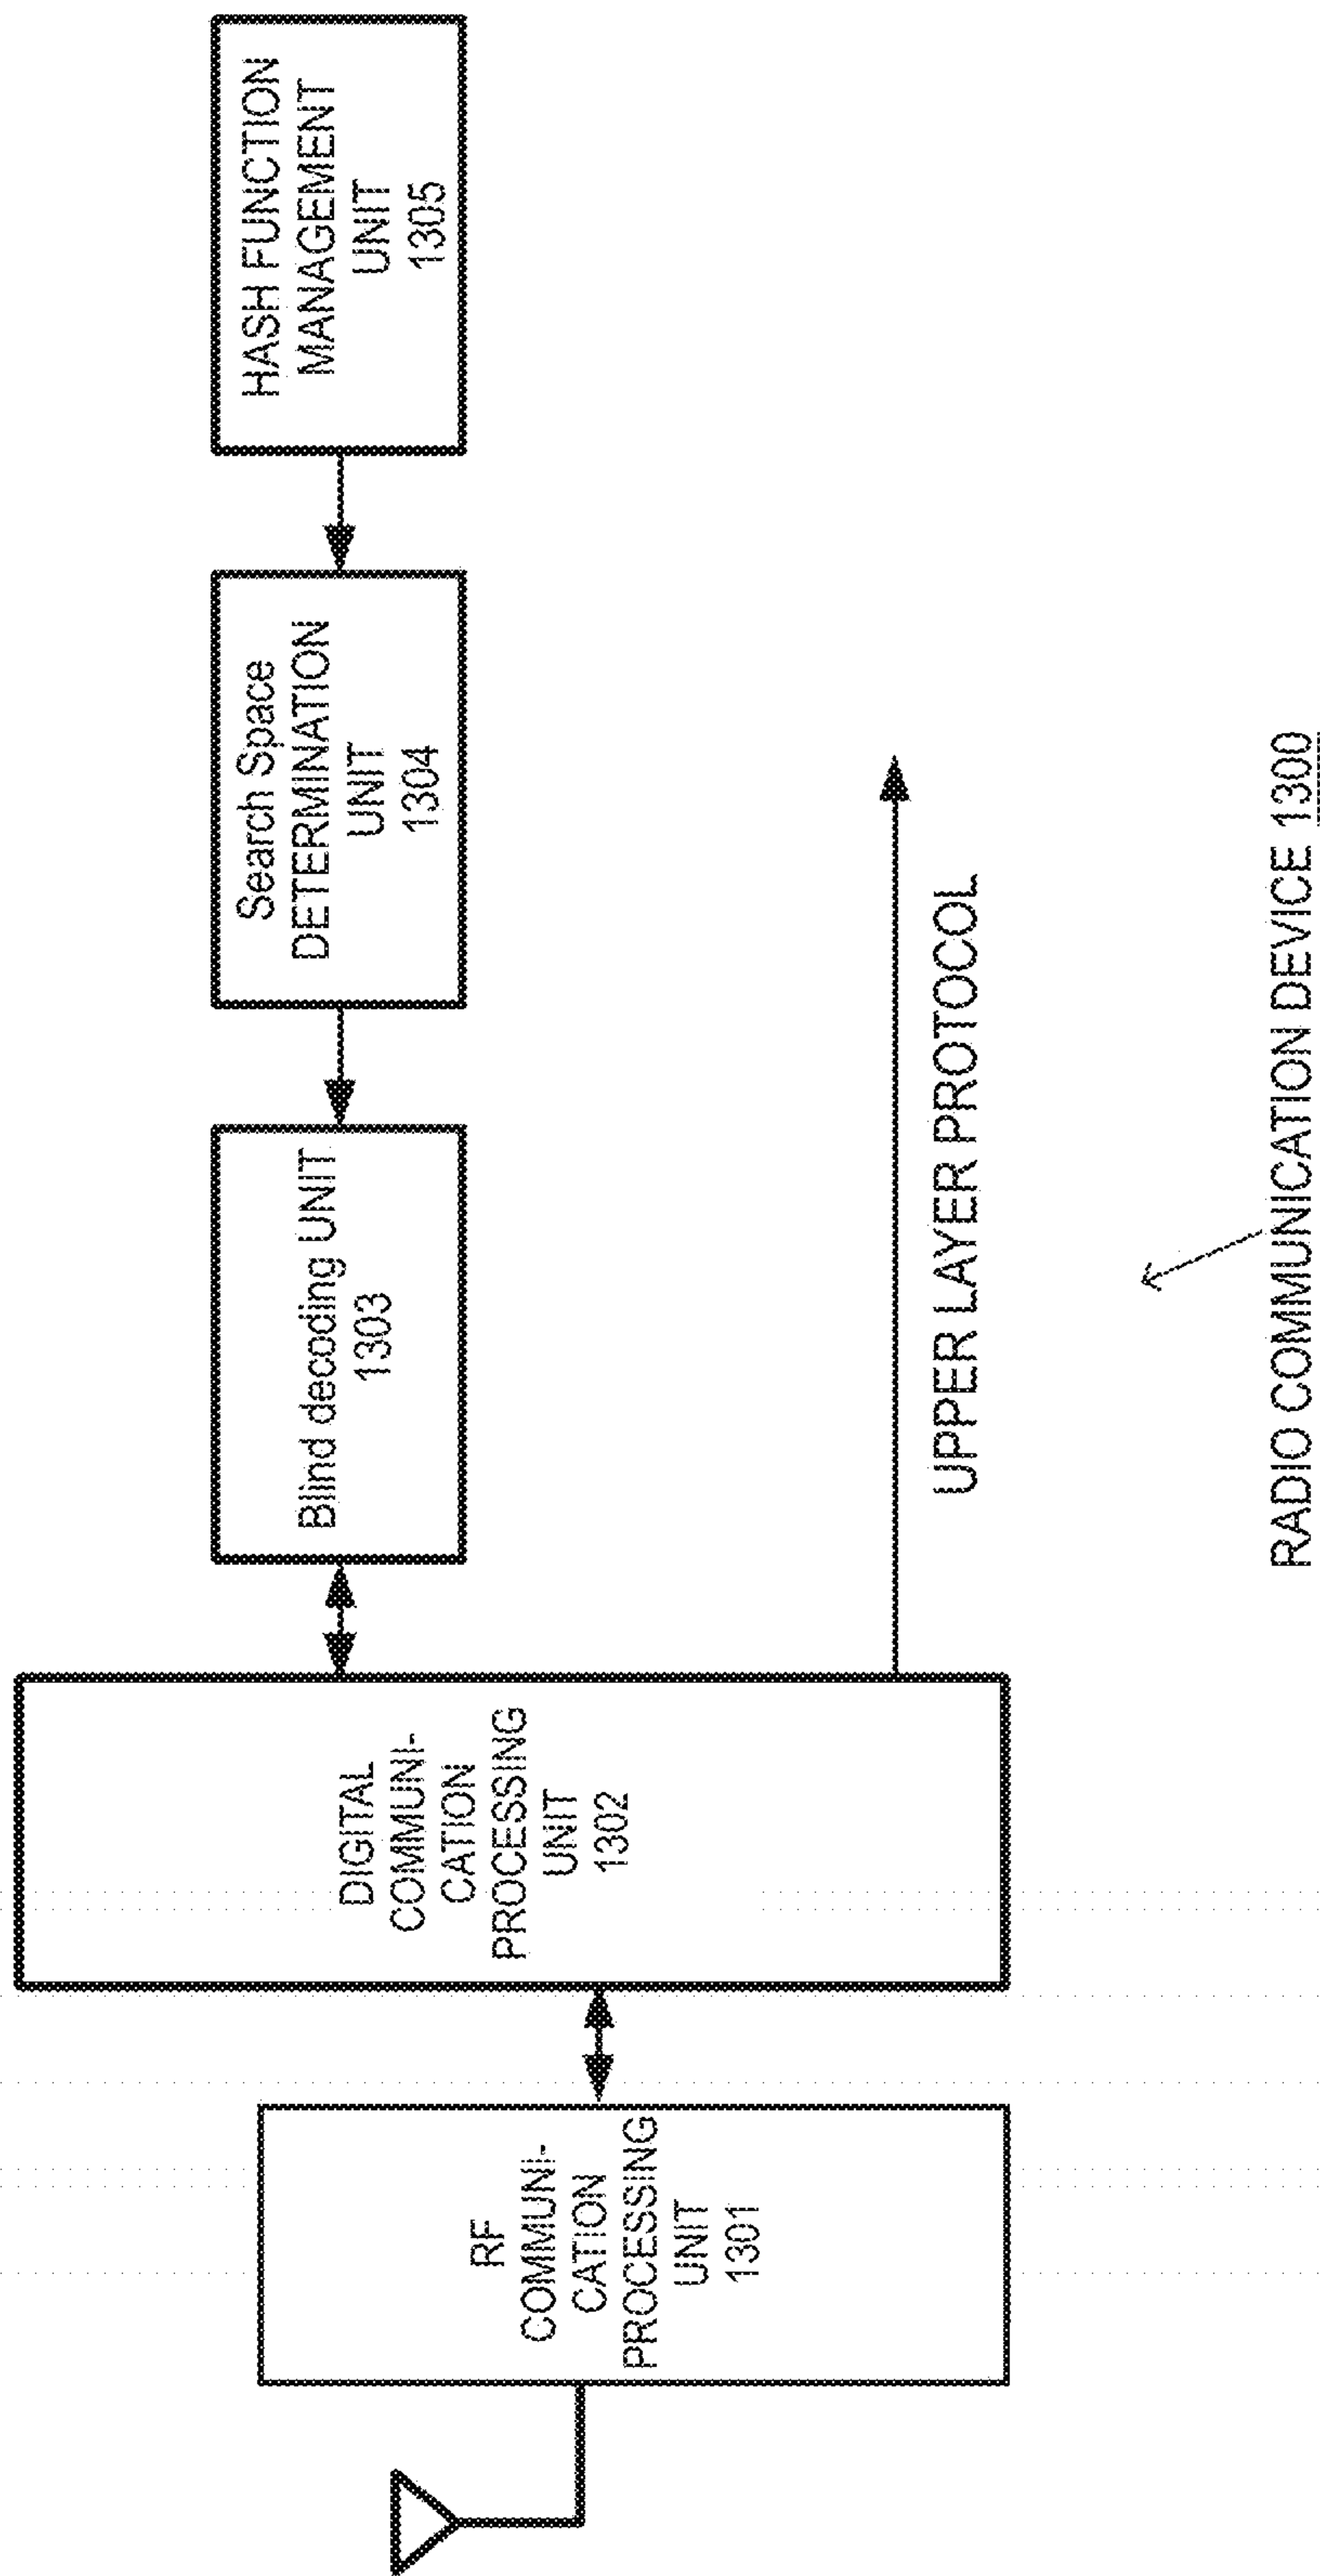 RF
COMMUNI-
CATION
PROCESSING
UNIT
1301
DIGITAL
COMMUNI-
CATION
PROCESSING
UNIT
1302
Blind decoding UNIT
1303
Search Space
DETERMINATION
UNIT
1304
HASH FUNCTION
MANAGEMENT
UNIT
1305
UPPER LAYER PROTOCOL
RADIO COMMUNICATION DEVICE 1300